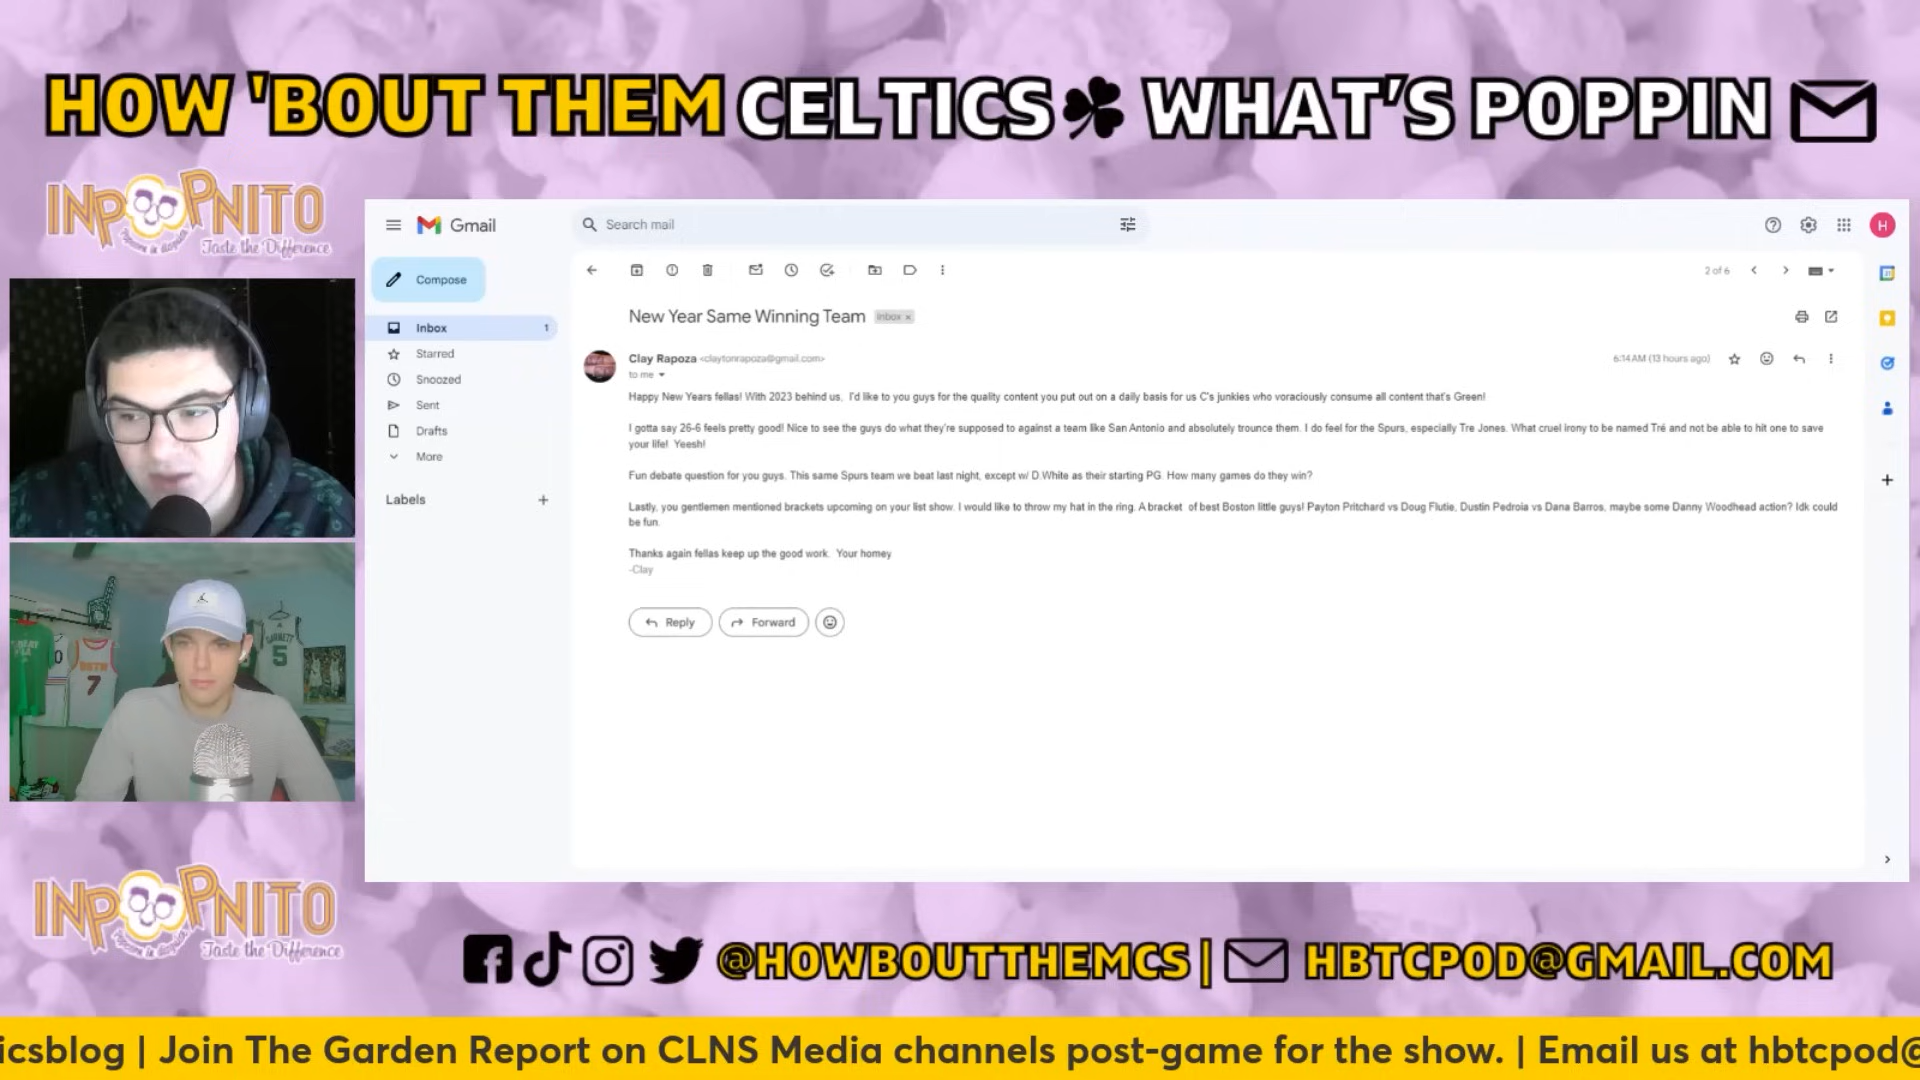 HOW 'BOUT THEM CELTICS WHAT'S POPPIN
INPOPNITO
Taste the Difference
Gmail
Search mail
H
Compose
2 of 6
Inbox 1
Starred
Snoozed
Sent
Drafts
More
Labels
New Year Same Winning Team Inbox x
Clay Rapoza <claytonrapoza@gmail.com>
6:14 AM (13 hours ago)
to me
Happy New Years fellas! With 2023 behind us, I'd like to you guys for the quality content you put out on a daily basis for us C's junkies who voraciously consume all content that's Green!
I gotta say 26-6 feels pretty good! Nice to see the guys do what they're supposed to against a team like San Antonio and absolutely trounce them. I do feel for the Spurs, especially Tre Jones. What cruel irony to be named Tré and not be able to hit one to save
your life! Yeesh!
Fun debate question for you guys. This same Spurs team we beat last night, except w/ D.White as their starting PG. How many games do they win?
Lastly, you gentlemen mentioned brackets upcoming on your list show. I would like to throw my hat in the ring. A bracket of best Boston little guys! Payton Pritchard vs Doug Flutie, Dustin Pedroia vs Dana Barros, maybe some Danny Woodhead action? Idk could
be fun.
Thanks again fellas keep up the good work. Your homey
-Clay
Reply
Forward
GARNETT
5
0
7
INPOPNITO
Taste the Difference
@HOWBOUTTHEMCS | HBTCPOD@GMAIL.COM
icsblog | Join The Garden Report on CLNS Media channels post-game for the show. | Email us at hbtcpod@